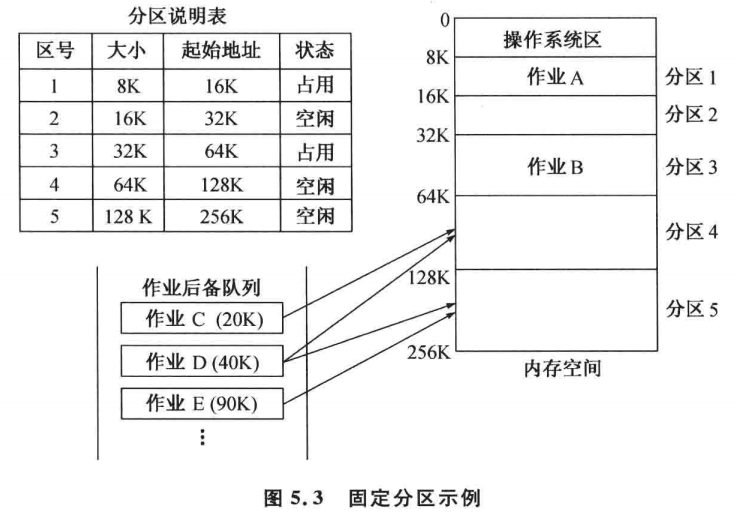 分区说明表
区号 大小 起始地址 状态
1 8K 16K 占用
2 16K 32K 空闲
3 32K 64K 占用
4 64K 128K 空闲
5 128 K 256K 空闲
作业后备队列
作业 C (20K)
作业 D (40K)
作业 E (90K)
⋮
0
操作系统区
8K
作业 A 分区 1
16K
分区 2
32K
作业 B 分区 3
64K
分区 4
128K
分区 5
256K
内存空间
图 5.3 固定分区示例